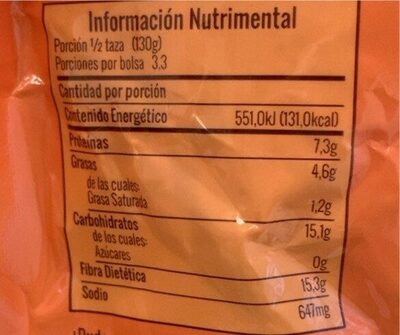 Información Nutrimental
Porción 1/2 taza (130g)
Porciones por bolsa 3.3
Cantidad por porción
Contenido Energético 551,0kJ (131,0kcal)
Proteínas 7,3g
Grasas 4,6g
de las cuales:
Grasa Saturada 1,2g
Carbohidratos 15,1g
de los cuales:
Azúcares 0g
Fibra Dietética 15,3g
Sodio 647mg